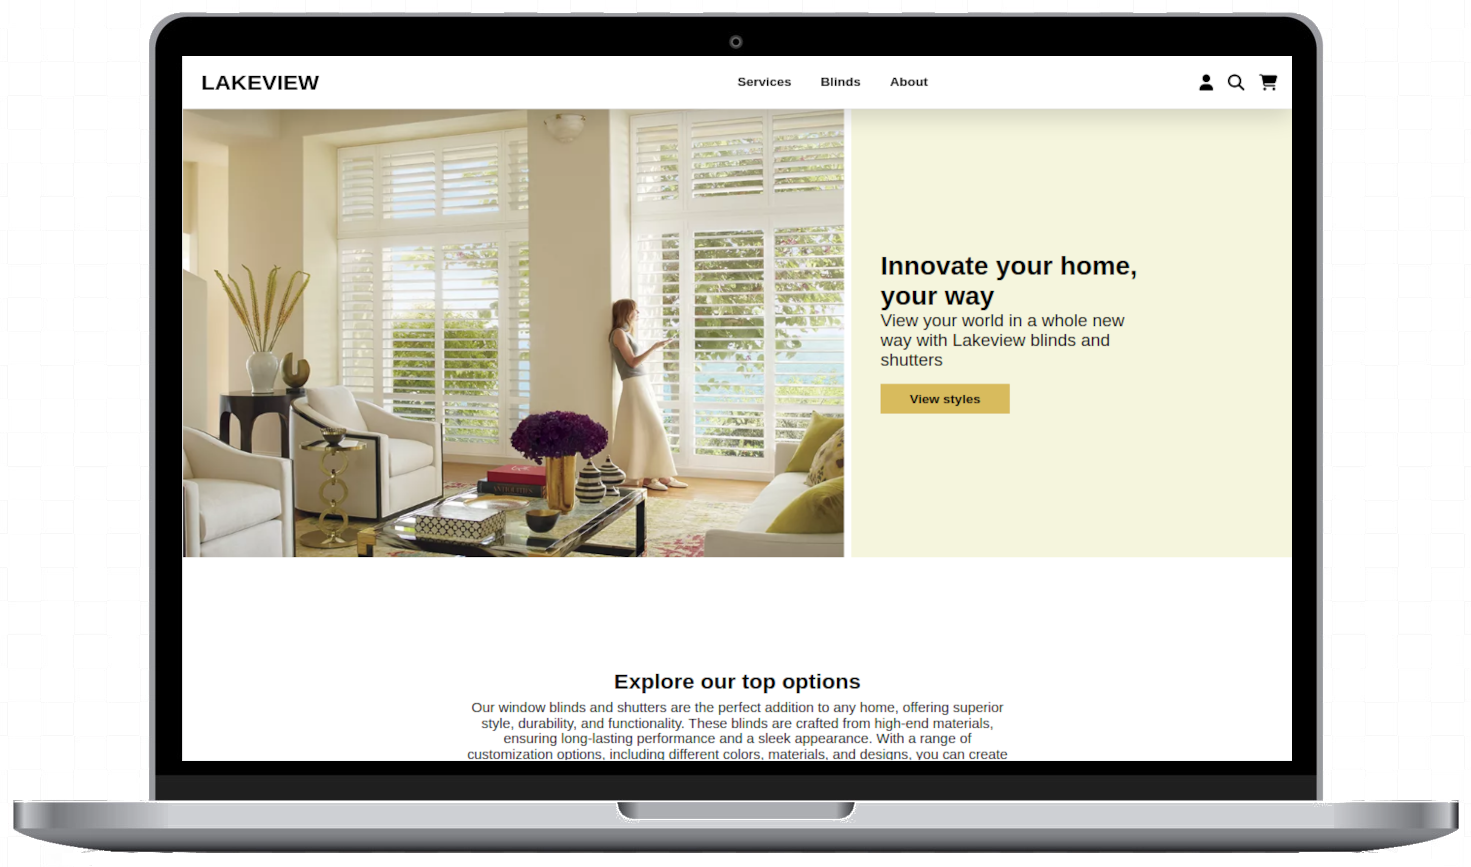 LAKEVIEW
Services Blinds About
Innovate your home,
your way
View your world in a whole new
way with Lakeview blinds and
shutters
View styles
ANTIQUITIES
Explore our top options
Our window blinds and shutters are the perfect addition to any home, offering superior
style, durability, and functionality. These blinds are crafted from high-end materials,
ensuring long-lasting performance and a sleek appearance. With a range of
customization options, including different colors, materials, and designs, you can create